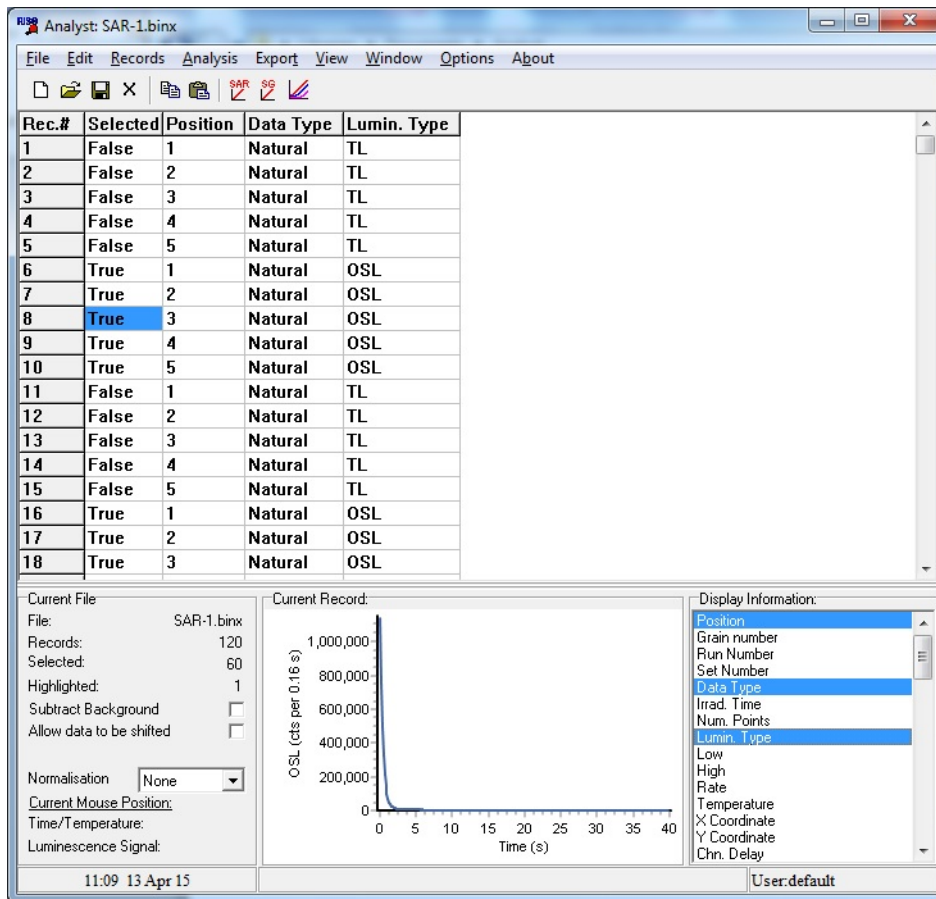 RISØ Analyst: SAR-1.binx
File Edit Records Analysis Export View Window Options About
SAR SG
Rec.# Selected Position Data Type Lumin. Type
1 False 1 Natural TL
2 False 2 Natural TL
3 False 3 Natural TL
4 False 4 Natural TL
5 False 5 Natural TL
6 True 1 Natural OSL
7 True 2 Natural OSL
8 True 3 Natural OSL
9 True 4 Natural OSL
10 True 5 Natural OSL
11 False 1 Natural TL
12 False 2 Natural TL
13 False 3 Natural TL
14 False 4 Natural TL
15 False 5 Natural TL
16 True 1 Natural OSL
17 True 2 Natural OSL
18 True 3 Natural OSL
Current File
File: SAR-1.binx
Records: 120
Selected: 60
Highlighted: 1
Subtract Background
Allow data to be shifted
Normalisation None
Current Mouse Position:
Time/Temperature:
Luminescence Signal:
Current Record:
OSL (cts per 0.16 s)
1,000,000
800,000
600,000
400,000
200,000
0
0 5 10 15 20 25 30 35 40
Time (s)
Display Information:
Position
Grain number
Run Number
Set Number
Data Type
Irrad. Time
Num. Points
Lumin. Type
Low
High
Rate
Temperature
X Coordinate
Y Coordinate
Chn. Delay
11:09 13 Apr 15
User:default